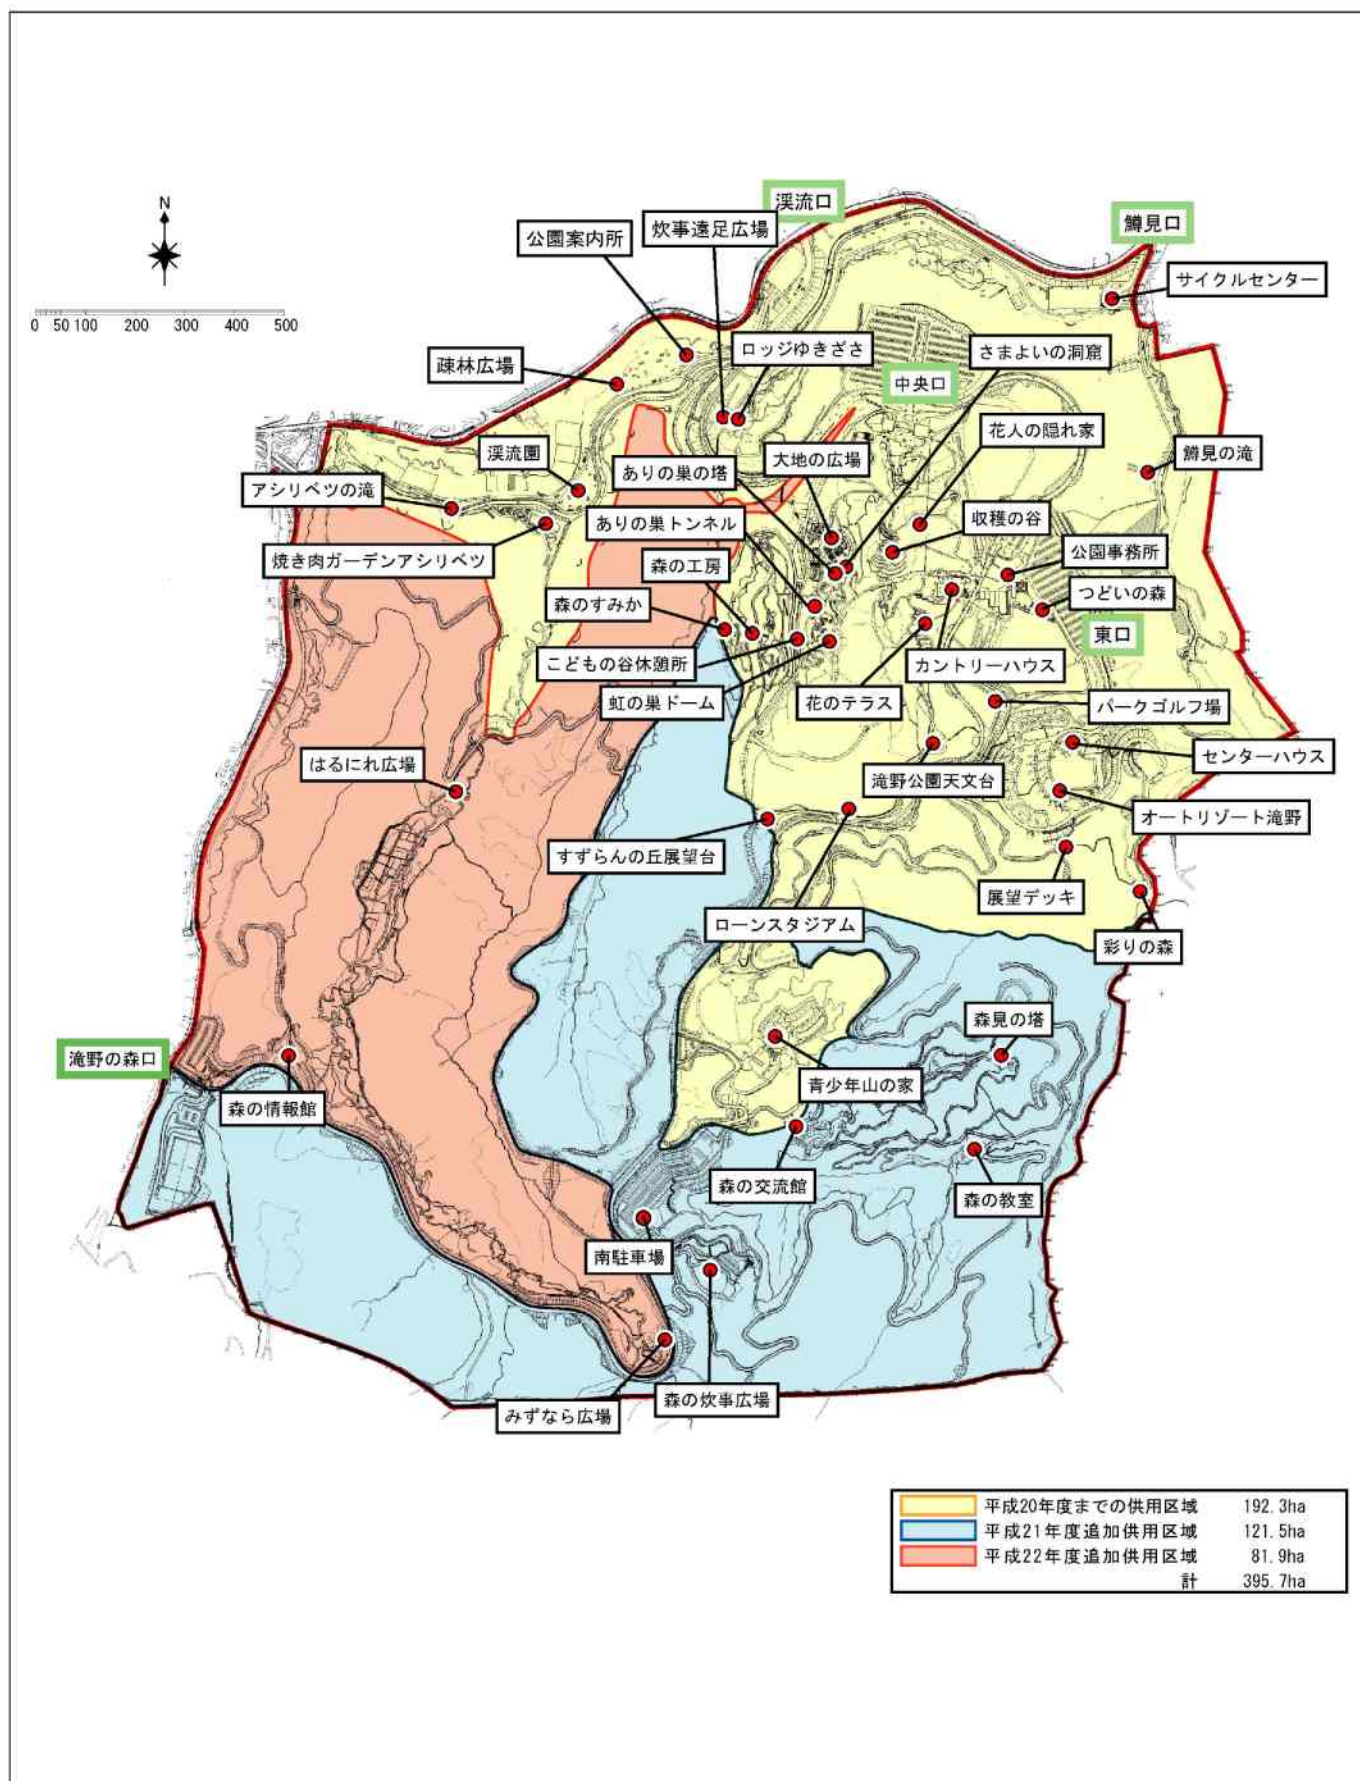 渓流口
鱒見口
炊事遠足広場
公園案内所
サイクルセンター
N
0 50 100 200 300 400 500
ロッジゆきざさ
さまよいの洞窟
疎林広場
中央口
花人の隠れ家
渓流園
大地の広場
鱒見の滝
ありの巣の塔
アシリベツの滝
収穫の谷
ありの巣トンネル
焼き肉ガーデンアシリベツ
公園事務所
森の工房
つどいの森
森のすみか
東口
こどもの谷休憩所
カントリーハウス
虹の巣ドーム
花のテラス
パークゴルフ場
はるにれ広場
センターハウス
滝野公園天文台
オートリゾート滝野
すずらんの丘展望台
展望デッキ
ローンスタジアム
彩りの森
森見の塔
滝野の森口
青少年山の家
森の情報館
森の交流館
森の教室
南駐車場
森の炊事広場
みずなら広場
平成20年度までの供用区域 192.3ha
平成21年度追加供用区域 121.5ha
平成22年度追加供用区域 81.9ha
計 395.7ha